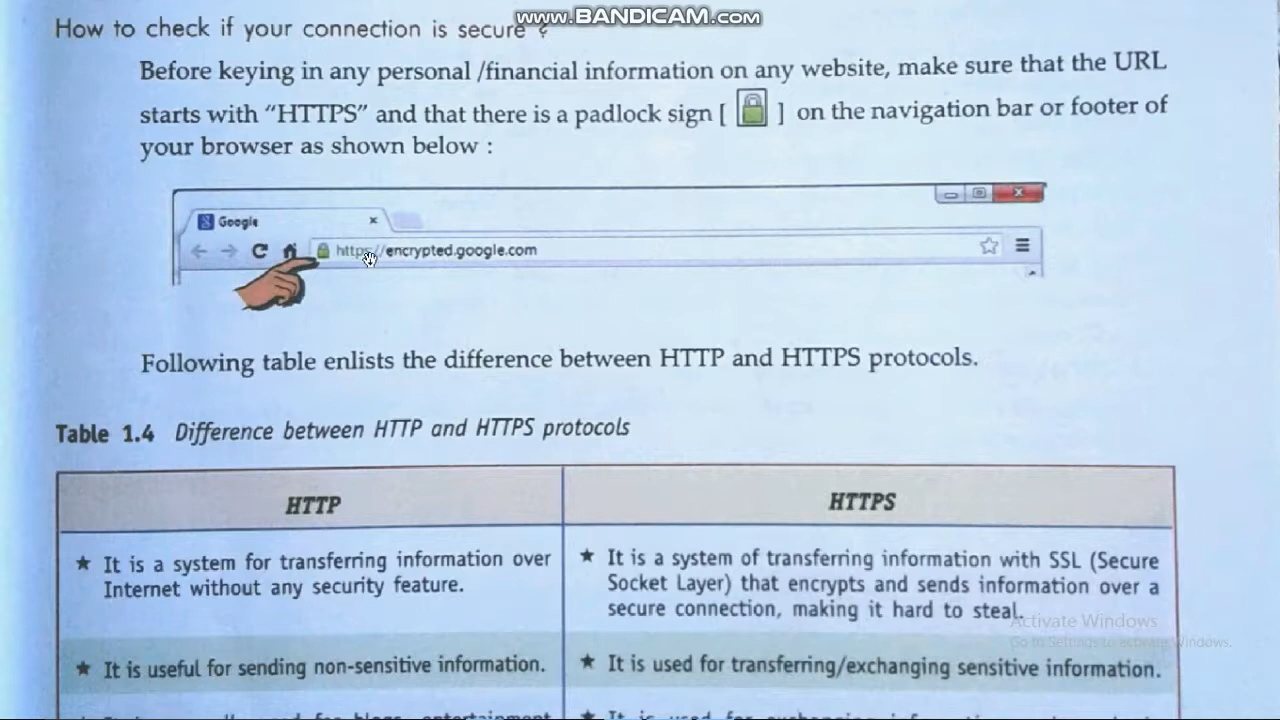 www.BANDICAM.com
How to check if your connection is secure ?
Before keying in any personal /financial information on any website, make sure that the URL
starts with "HTTPS" and that there is a padlock sign [ ] on the navigation bar or footer of
your browser as shown below :
Google
https://encrypted.google.com
Following table enlists the difference between HTTP and HTTPS protocols.
Table 1.4 Difference between HTTP and HTTPS protocols
HTTP
HTTPS
★ It is a system for transferring information over
Internet without any security feature.
★ It is a system of transferring information with SSL (Secure
Socket Layer) that encrypts and sends information over a
secure connection, making it hard to steal.
Activate Windows
Go to Settings to activate Windows.
★ It is useful for sending non-sensitive information.
★ It is used for transferring/exchanging sensitive information.